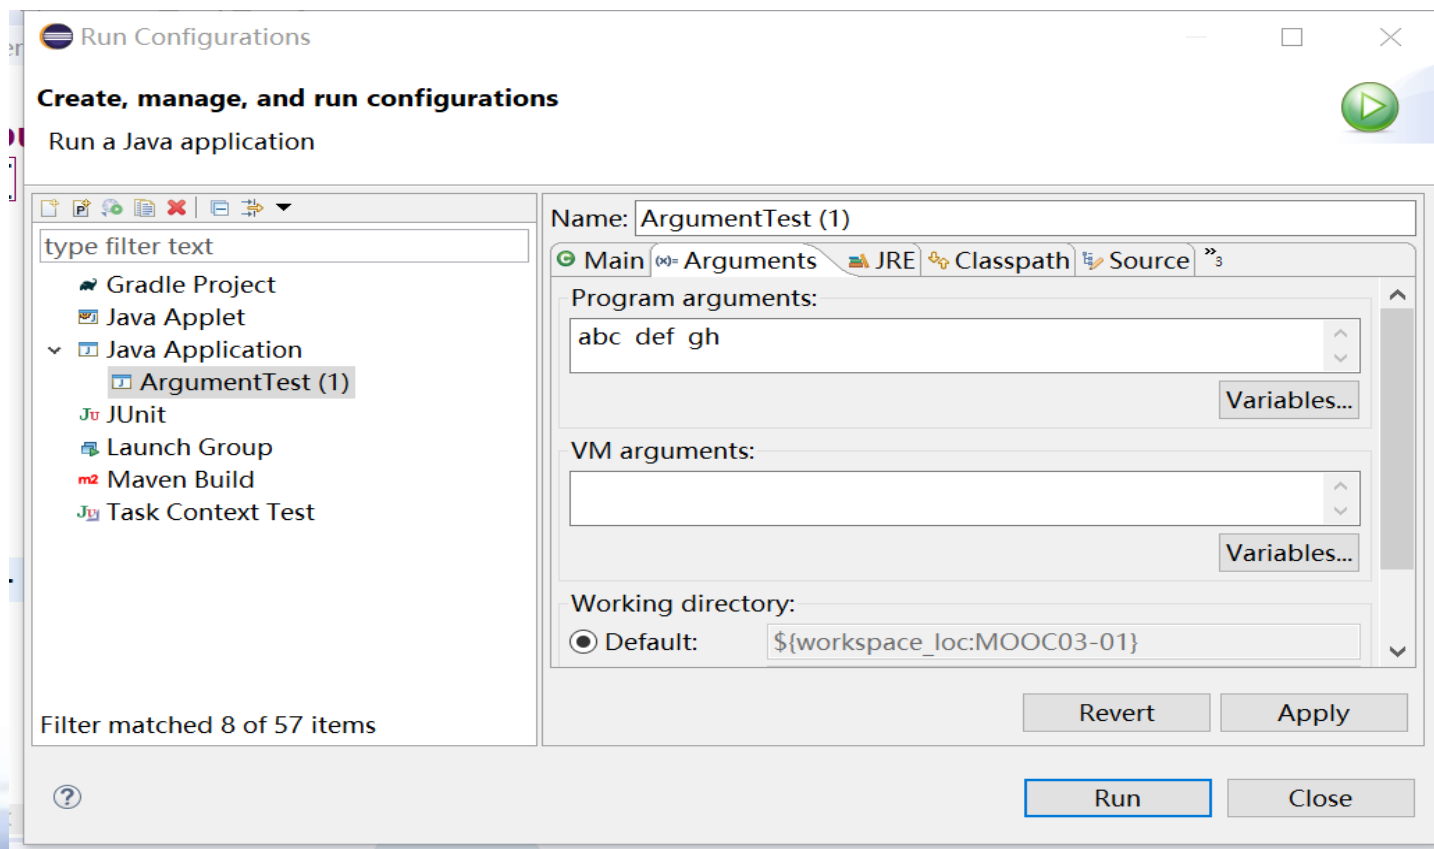 Run Configurations
Create, manage, and run configurations
Run a Java application
type filter text
Gradle Project
Java Applet
Java Application
ArgumentTest (1)
JUnit
Launch Group
Maven Build
Task Context Test
Filter matched 8 of 57 items
Name: ArgumentTest (1)
Main (x)= Arguments JRE Classpath Source »3
Program arguments:
abc def gh
Variables...
VM arguments:
Variables...
Working directory:
Default: ${workspace_loc:MOOC03-01}
Revert Apply
Run Close